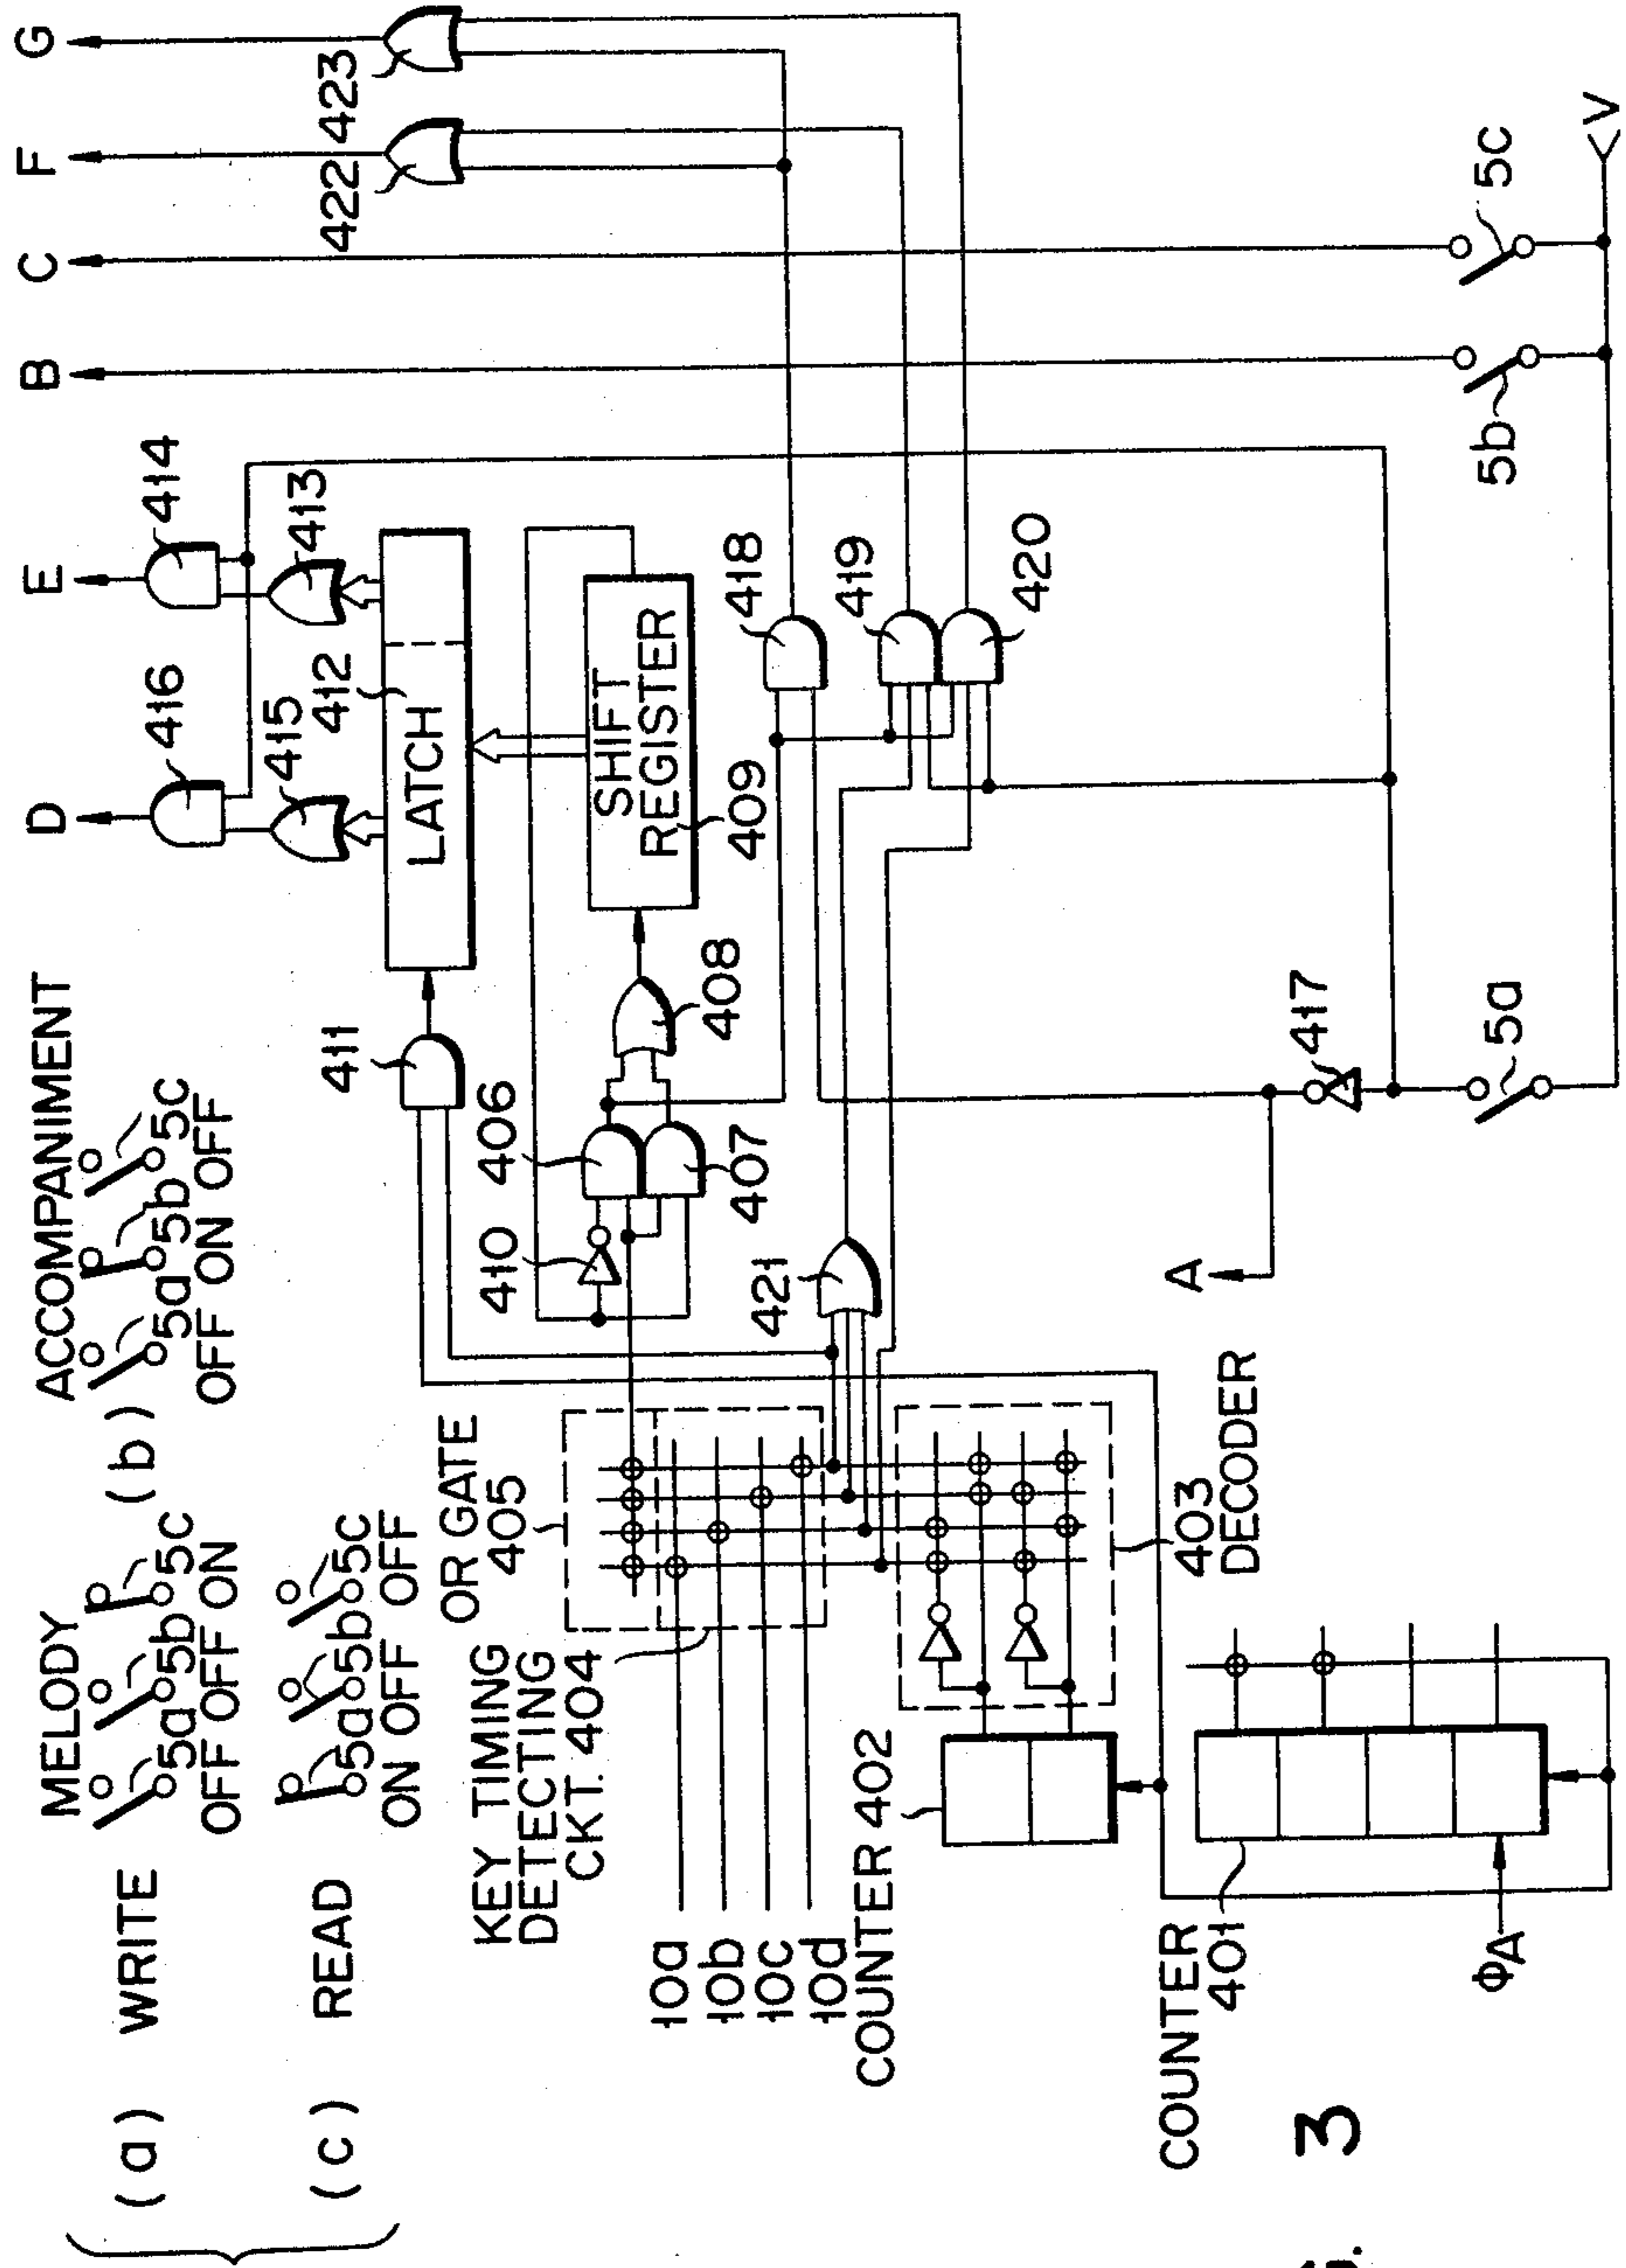 MELODY
ACCOMPANIMENT
(a) WRITE
5a 5b 5c
OFF OFF ON
(b)
5a 5b 5c
OFF ON OFF
(c) READ
5a 5b 5c
ON OFF OFF
D
E
B
C
F
G
416
414
415
413
422
423
411
412
LATCH
OR GATE
405
406
410
407
408
SHIFT
REGISTER
409
KEY TIMING
DETECTING
CKT. 404
10a
10b
10c
10d
421
418
419
420
COUNTER 402
403
DECODER
A
417
5a
5b
5c
V
COUNTER
401
ΦA
3